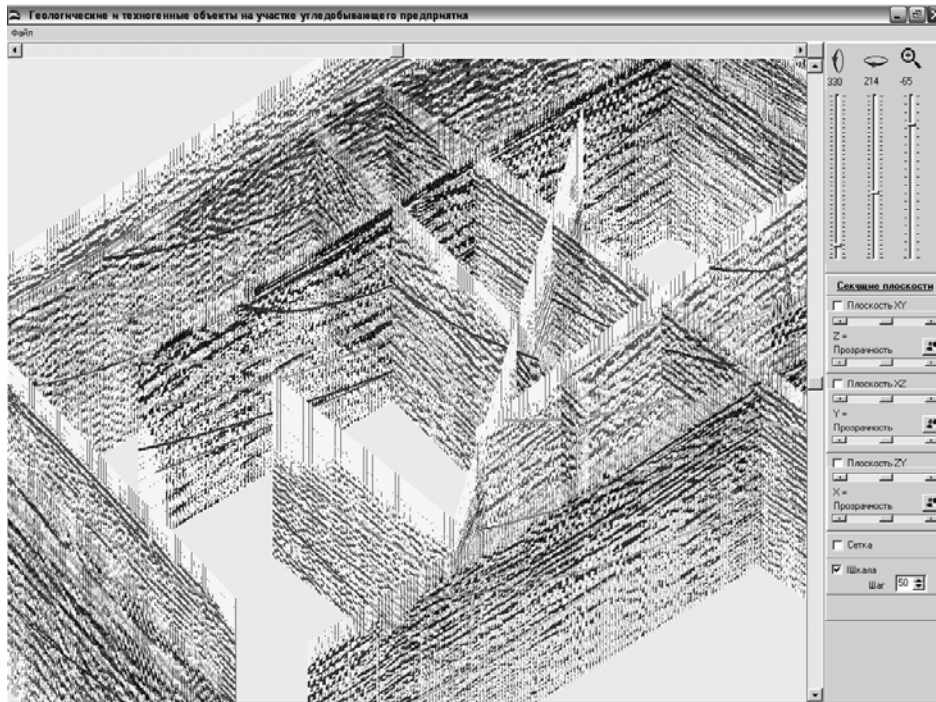 Геологические и техногенные объекты на участке угледобывающего предприятия
Файл
330 214 -65
Секущие плоскости
Плоскость XY
Z =
Прозрачность
Плоскость XZ
Y =
Прозрачность
Плоскость ZY
X =
Прозрачность
Сетка
Шкала
Шаг 50